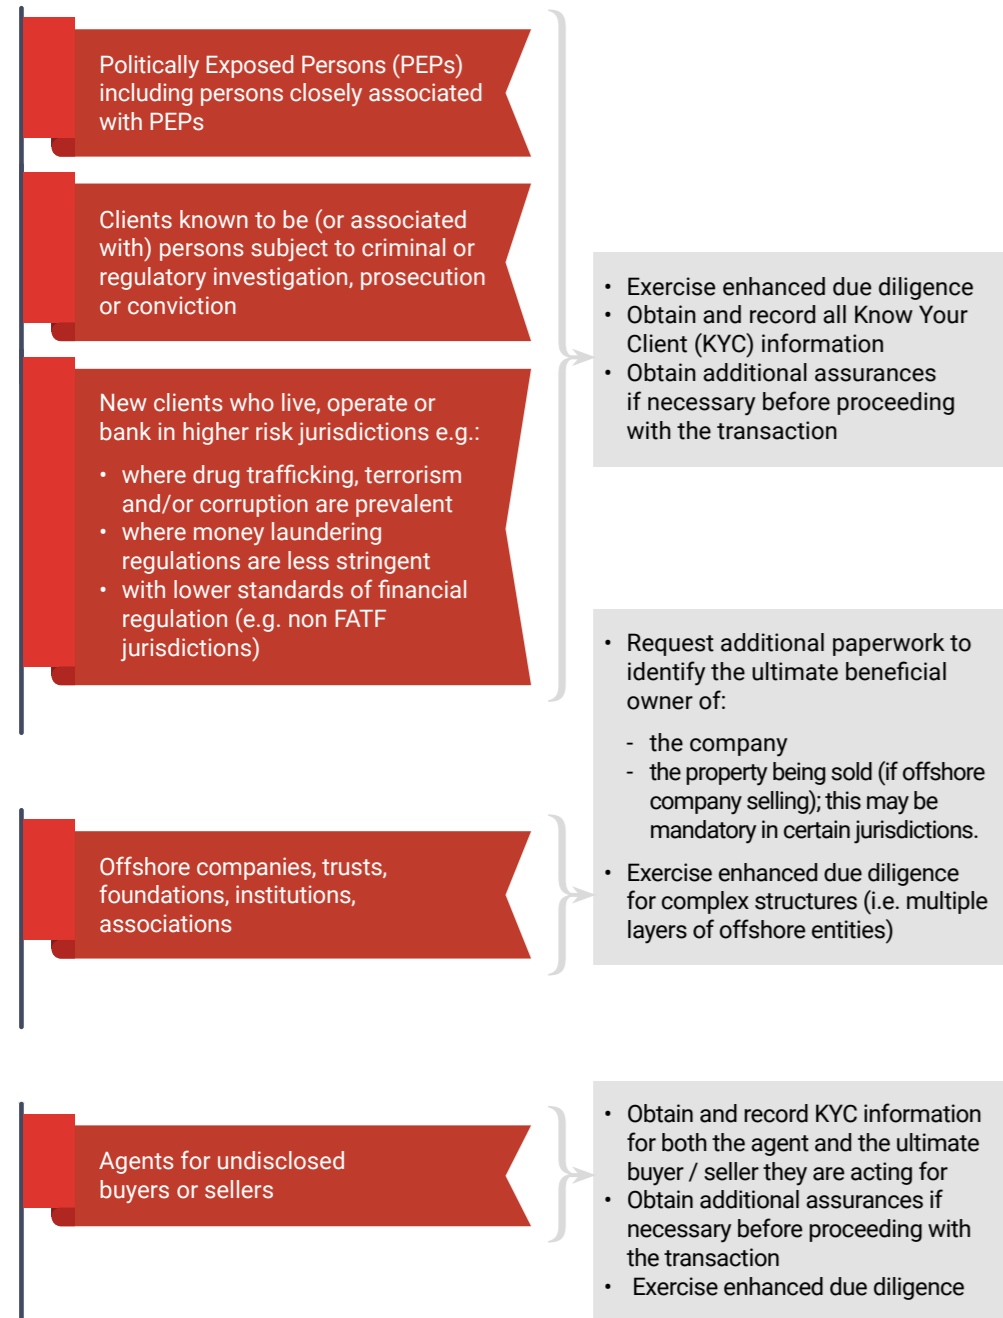 Politically Exposed Persons (PEPs)
including persons closely associated
with PEPs
Clients known to be (or associated
with) persons subject to criminal or
regulatory investigation, prosecution
or conviction
New clients who live, operate or
bank in higher risk jurisdictions e.g.:
• where drug trafficking, terrorism
and/or corruption are prevalent
• where money laundering
regulations are less stringent
• with lower standards of financial
regulation (e.g. non FATF
jurisdictions)
• Exercise enhanced due diligence
• Obtain and record all Know Your
Client (KYC) information
• Obtain additional assurances
if necessary before proceeding
with the transaction
Offshore companies, trusts,
foundations, institutions,
associations
• Request additional paperwork to
identify the ultimate beneficial
owner of:
- the company
- the property being sold (if offshore
company selling); this may be
mandatory in certain jurisdictions.
• Exercise enhanced due diligence
for complex structures (i.e. multiple
layers of offshore entities)
Agents for undisclosed
buyers or sellers
• Obtain and record KYC information
for both the agent and the ultimate
buyer / seller they are acting for
• Obtain additional assurances if
necessary before proceeding with
the transaction
• Exercise enhanced due diligence